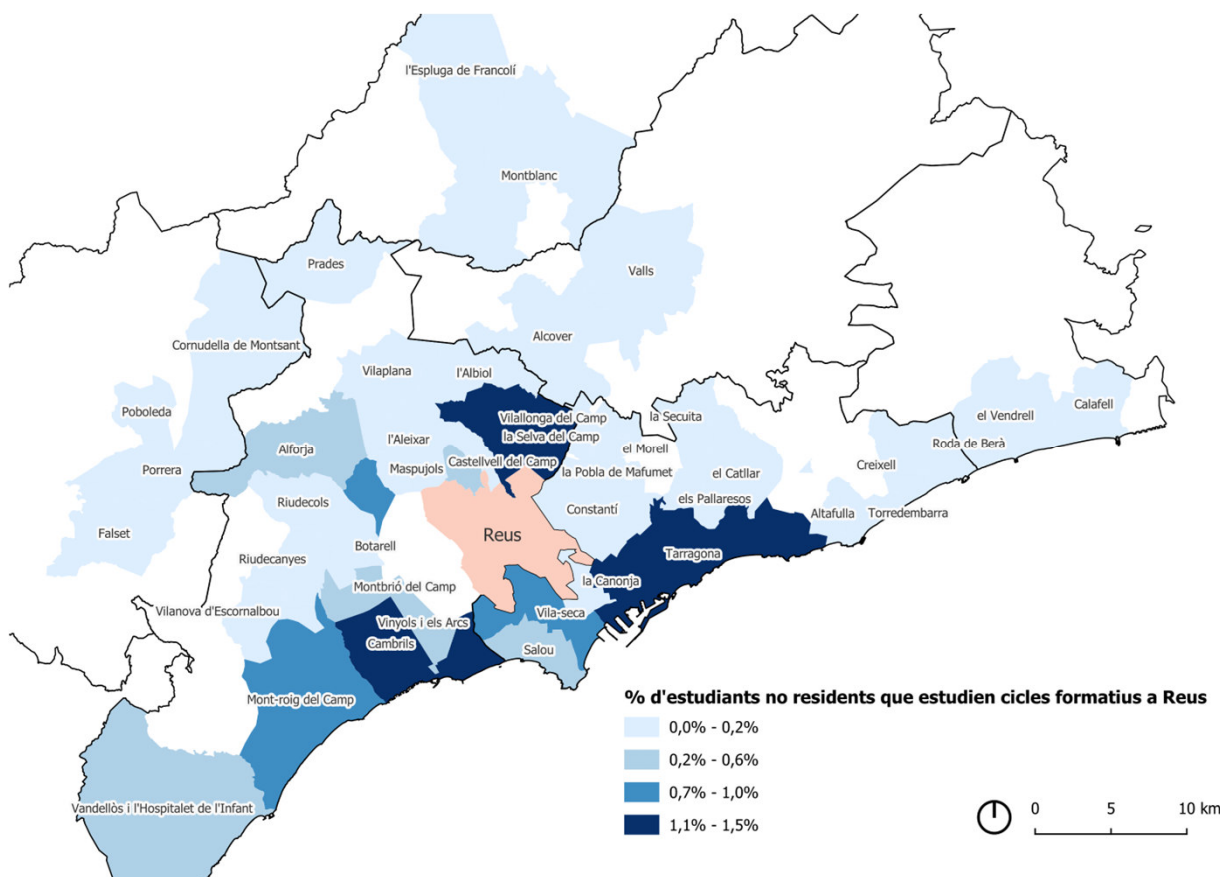 l'Espluga de Francolí
Montblanc
Prades
Valls
Cornudella de Montsant
Alcover
Vilaplana
l'Albiol
Poboleda
Vilallonga del Camp
la Secuita
Calafell
el Vendrell
Alforja
l'Aleixar
la Selva del Camp
el Morell
Roda de Berà
Porrera
Maspujols
Castellvell del Camp
la Pobla de Mafumet
el Catllar
Creixell
Riudecols
els Pallaresos
Falset
Constantí
Altafulla
Torredembarra
Reus
Botarell
Riudecanyes
Tarragona
Montbrió del Camp
la Canonja
Vilanova d'Escornalbou
Vila-seca
Vinyols i els Arcs
Cambrils
Salou
Mont-roig del Camp
Vandellòs i l'Hospitalet de l'Infant
% d'estudiants no residents que estudien cicles formatius a Reus
0,0% - 0,2%
0,2% - 0,6%
0,7% - 1,0%
1,1% - 1,5%
0 5 10 km